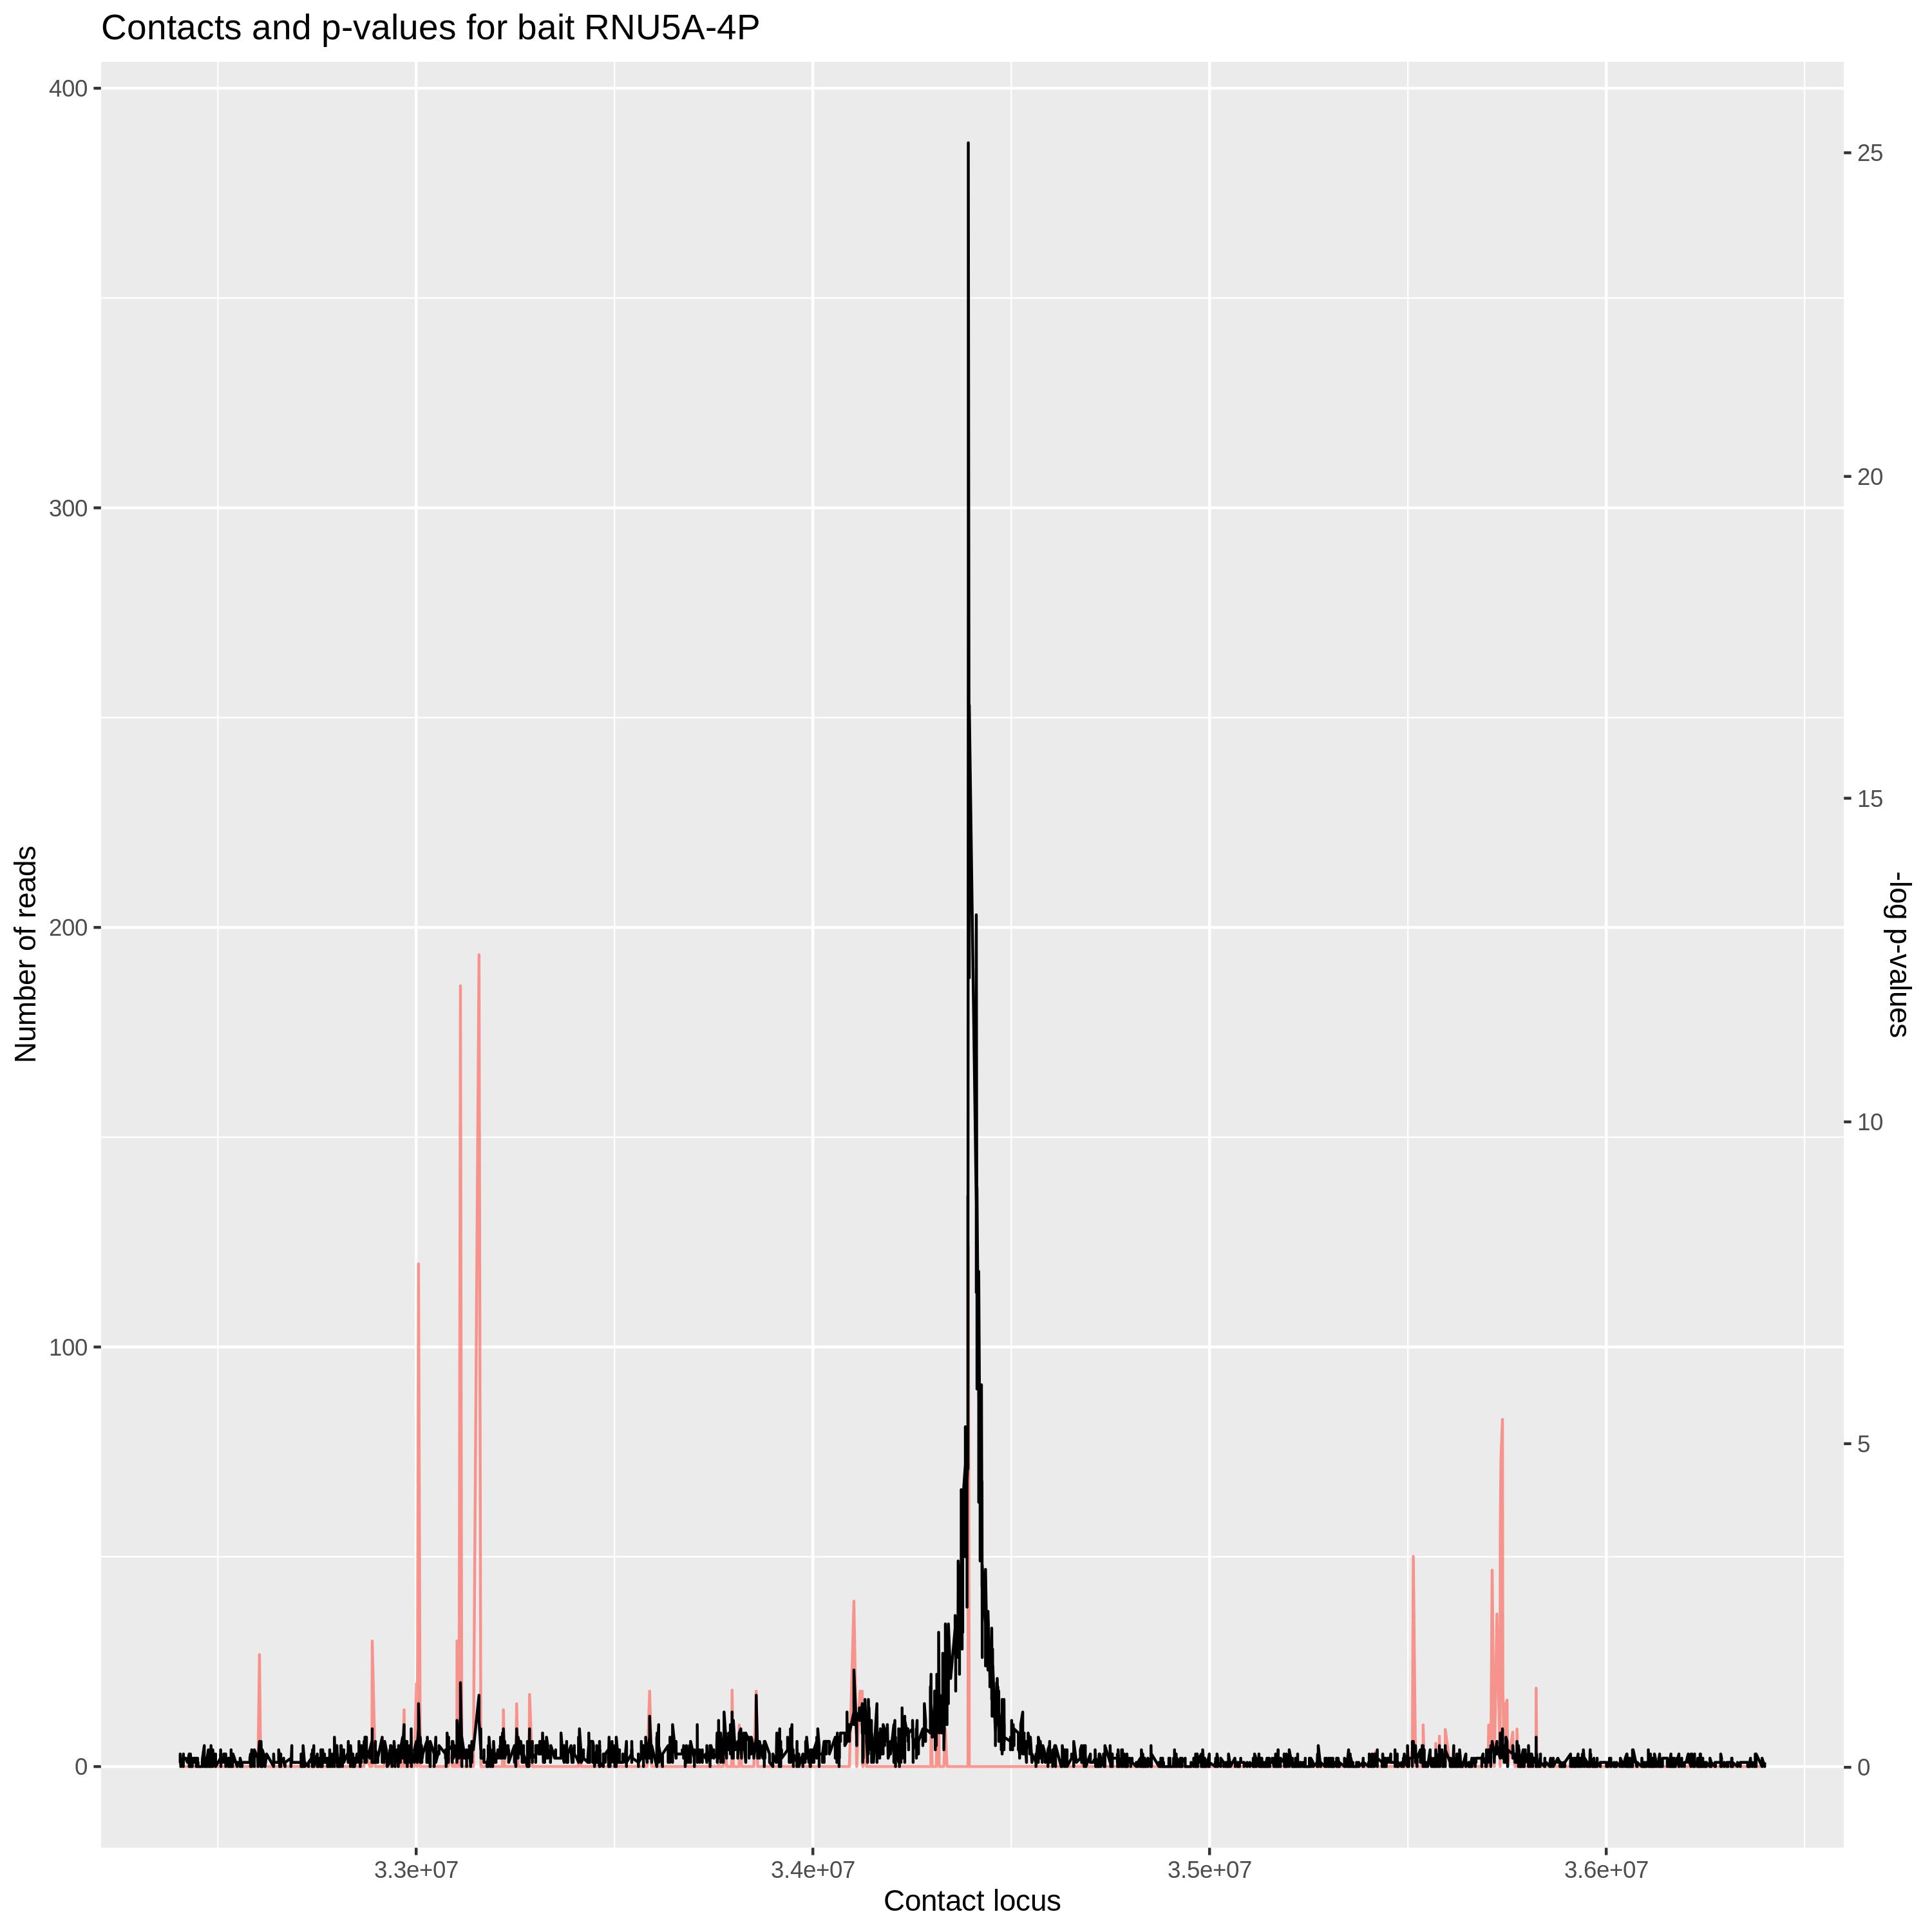 Contacts and p-values for bait RNU5A-4P
400
300
200
100
0
Number of reads
25
20
15
10
5
0
-log p-values
3.3e+07
3.4e+07
3.5e+07
3.6e+07
Contact locus